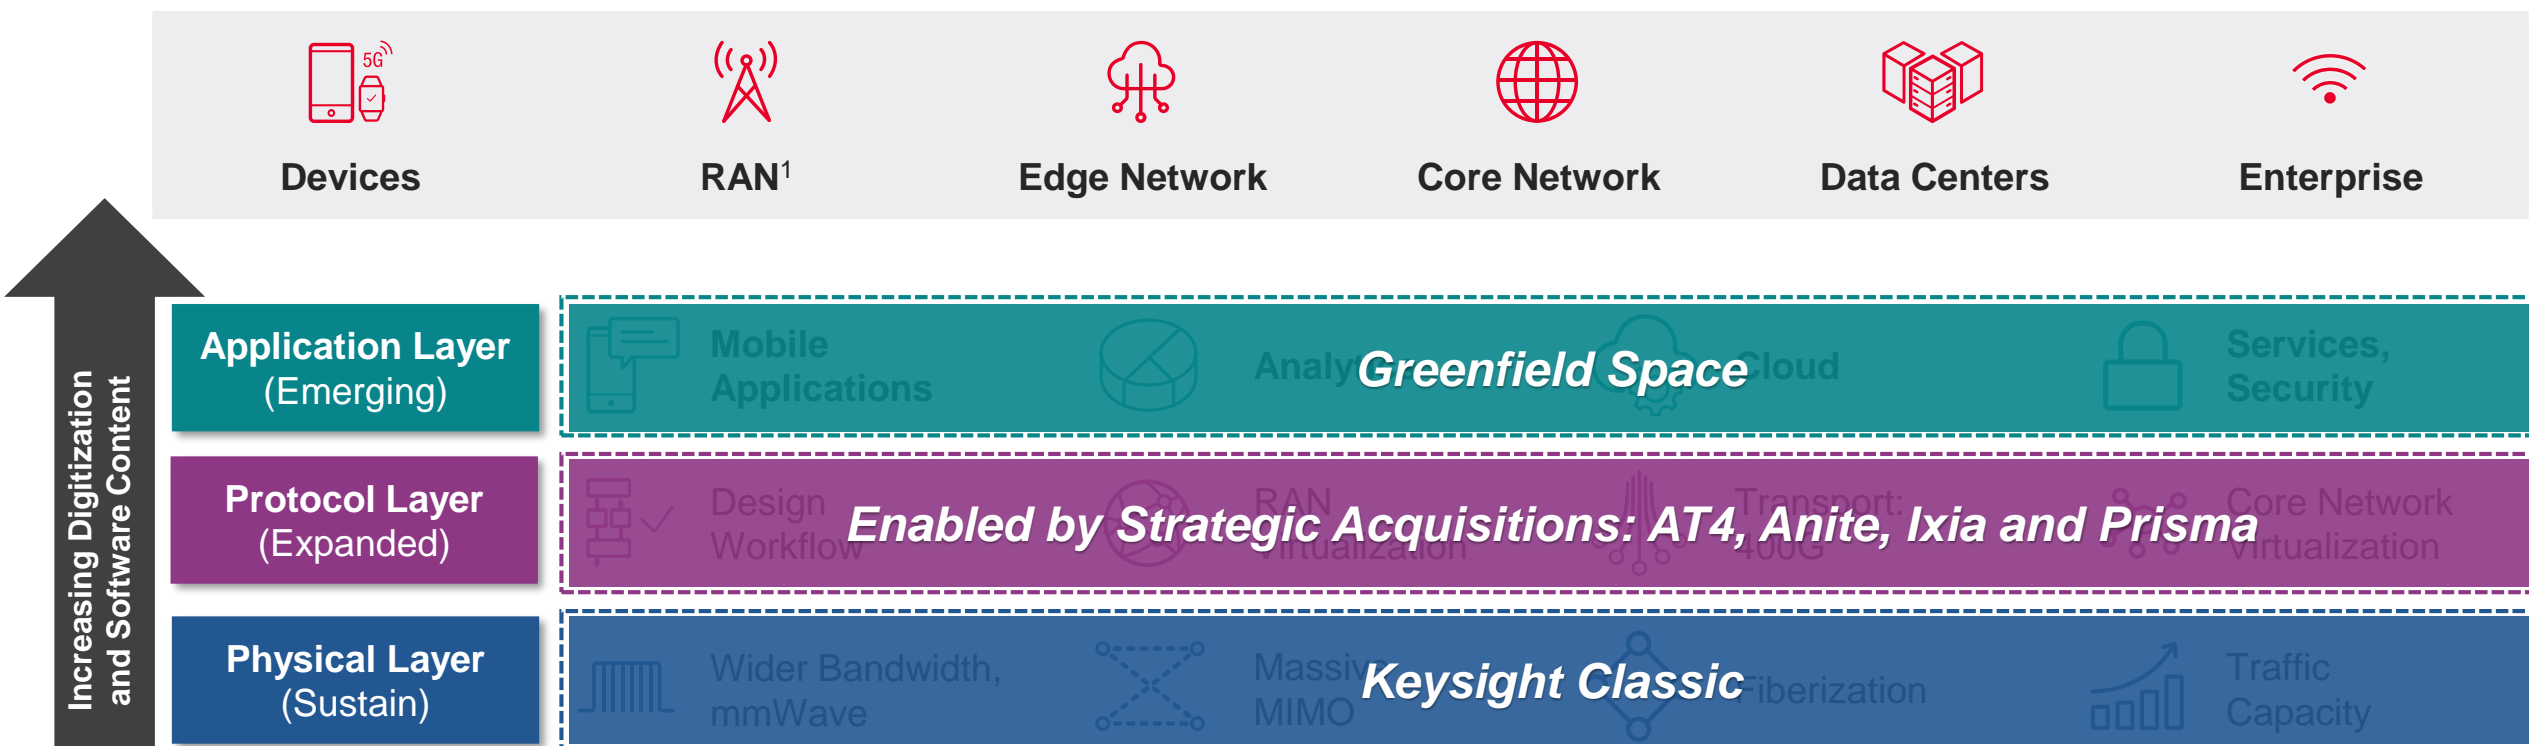 5G
Devices
RAN1
Edge Network
Core Network
Data Centers
Enterprise
Increasing Digitization
and Software Content
Application Layer
(Emerging)
Mobile
Applications
Cloud
Services,
Security
Greenfield Space
Protocol Layer
(Expanded)
Design
Workflow
RAN
Virtualization
Transport:
400G
Core Network
Virtualization
Enabled by Strategic Acquisitions: AT4, Anite, Ixia and Prisma
Physical Layer
(Sustain)
Wider Bandwidth,
mmWave
Massive
MIMO
Fiberization
Traffic
Capacity
Keysight Classic